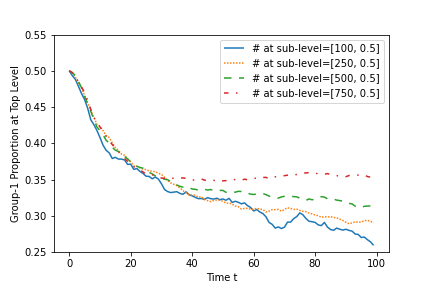 0.55
0.50
0.45
0.40
0.35
0.30
0.25
Group-1 Proportion at Top Level
# at sub-level=[100, 0.5]
# at sub-level=[250, 0.5]
# at sub-level=[500, 0.5]
# at sub-level=[750, 0.5]
0 20 40 60 80 100
Time t